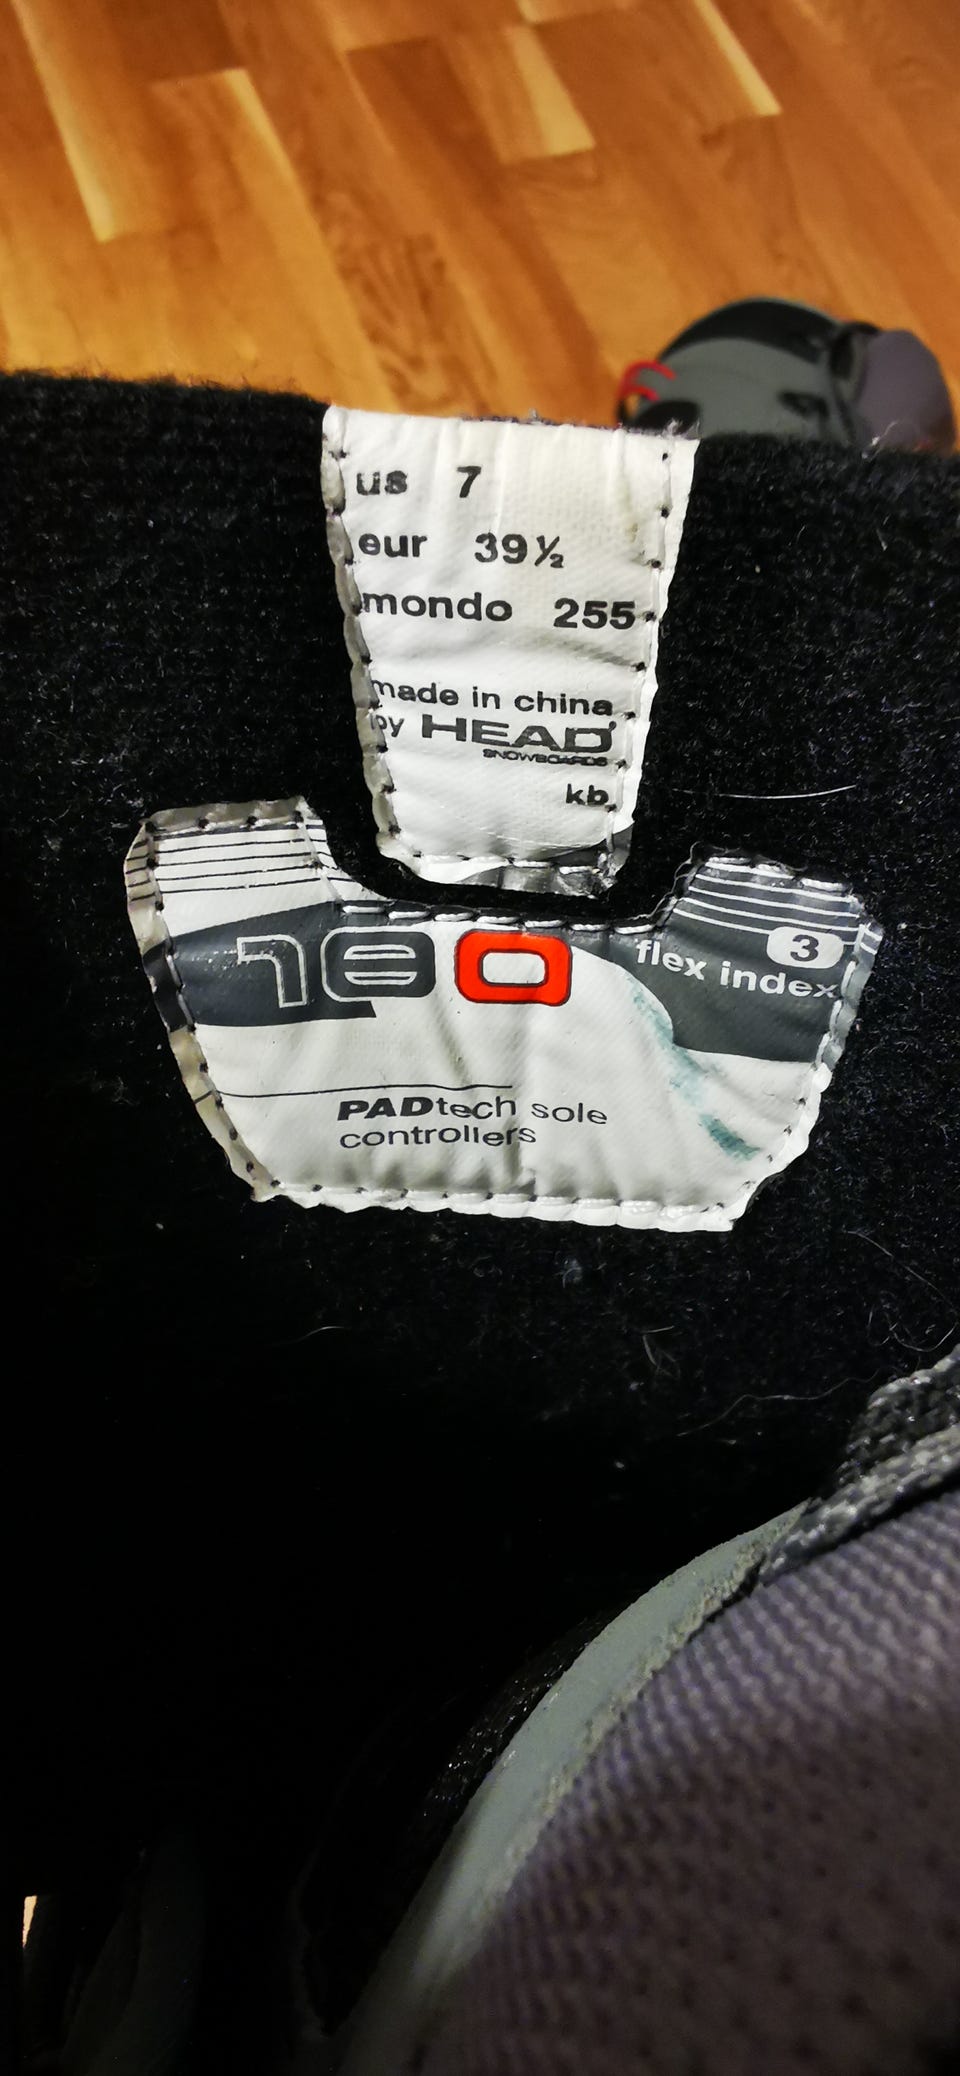 us 7
eur 39½
mondo 255
made in china
by HEAD
SNOWBOARDS
kb
180
flex index 3
PADtech sole
controllers